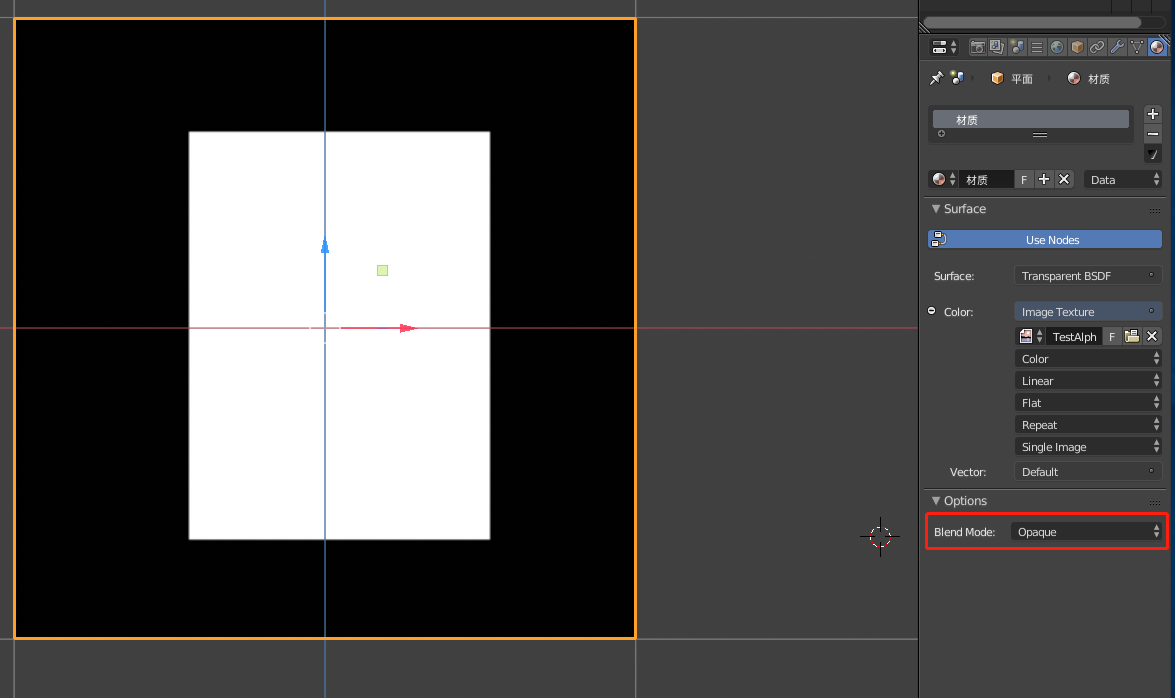 平面 材质
材质
材质 F Data
Surface
Use Nodes
Surface: Transparent BSDF
Color: Image Texture
TestAlph F
Color
Linear
Flat
Repeat
Single Image
Vector: Default
Options
Blend Mode: Opaque